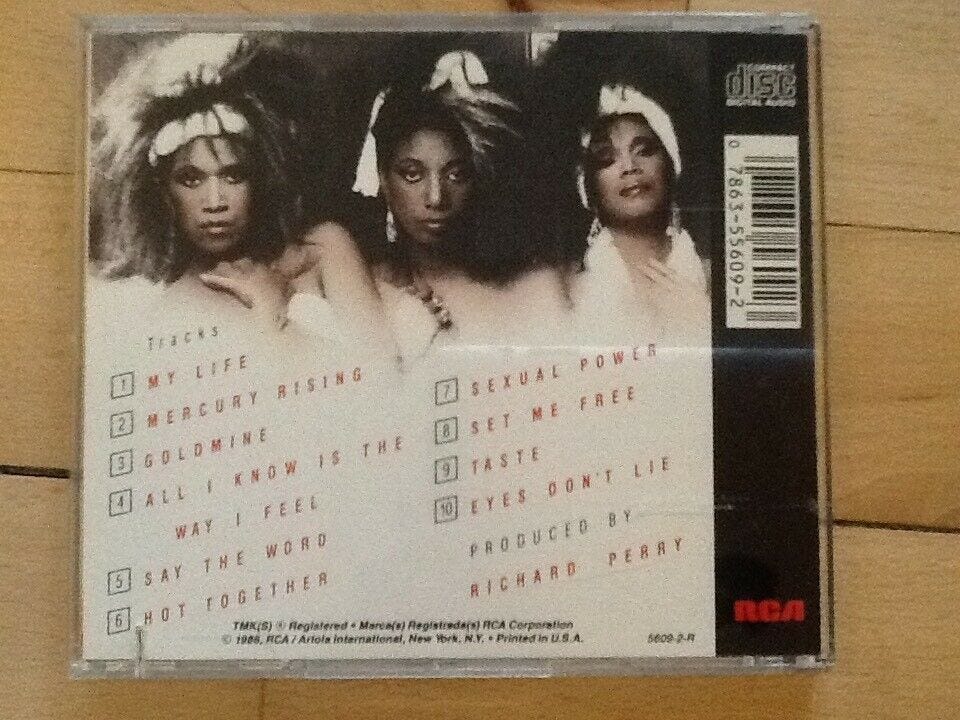 COMPACT
disc
DIGITAL AUDIO
0 7863-55609-2
Tracks
1 MY LIFE
2 MERCURY RISING
3 GOLDMINE
4 ALL I KNOW IS THE
WAY I FEEL
5 SAY THE WORD
6 HOT TOGETHER
7 SEXUAL POWER
8 SET ME FREE
9 TASTE
10 EYES DON'T LIE
PRODUCED BY
RICHARD PERRY
TMK(S) ® Registered • Marca(s) Registrada(s) RCA Corporation
© 1986, RCA / Ariola International, New York, N.Y. • Printed in U.S.A.
5609-2-R
RCA